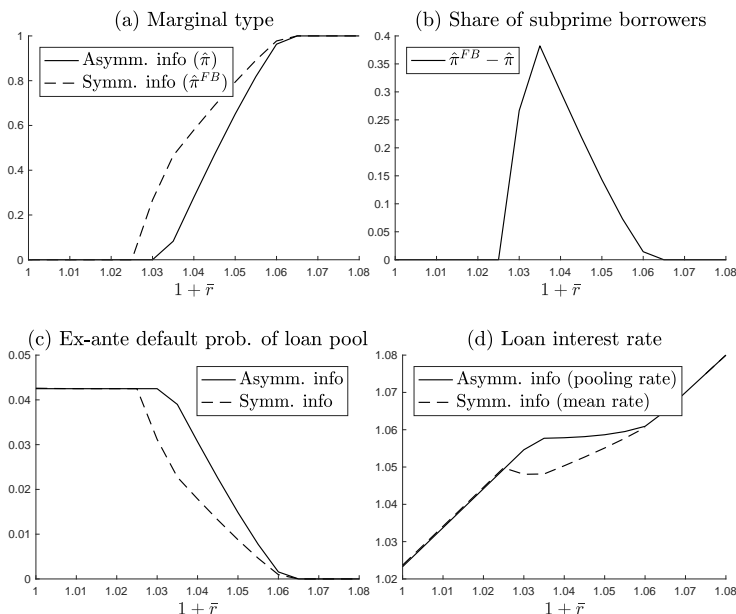 (a) Marginal type
Asymm. info (π̂)
Symm. info (π̂^FB)
1
0.8
0.6
0.4
0.2
0
1 1.01 1.02 1.03 1.04 1.05 1.06 1.07 1.08
1 + r̄
(b) Share of subprime borrowers
π̂^FB − π̂
0.4
0.35
0.3
0.25
0.2
0.15
0.1
0.05
0
1 1.01 1.02 1.03 1.04 1.05 1.06 1.07 1.08
1 + r̄
(c) Ex-ante default prob. of loan pool
Asymm. info
Symm. info
0.05
0.04
0.03
0.02
0.01
0
1 1.01 1.02 1.03 1.04 1.05 1.06 1.07 1.08
1 + r̄
(d) Loan interest rate
Asymm. info (pooling rate)
Symm. info (mean rate)
1.08
1.07
1.06
1.05
1.04
1.03
1.02
1 1.01 1.02 1.03 1.04 1.05 1.06 1.07 1.08
1 + r̄